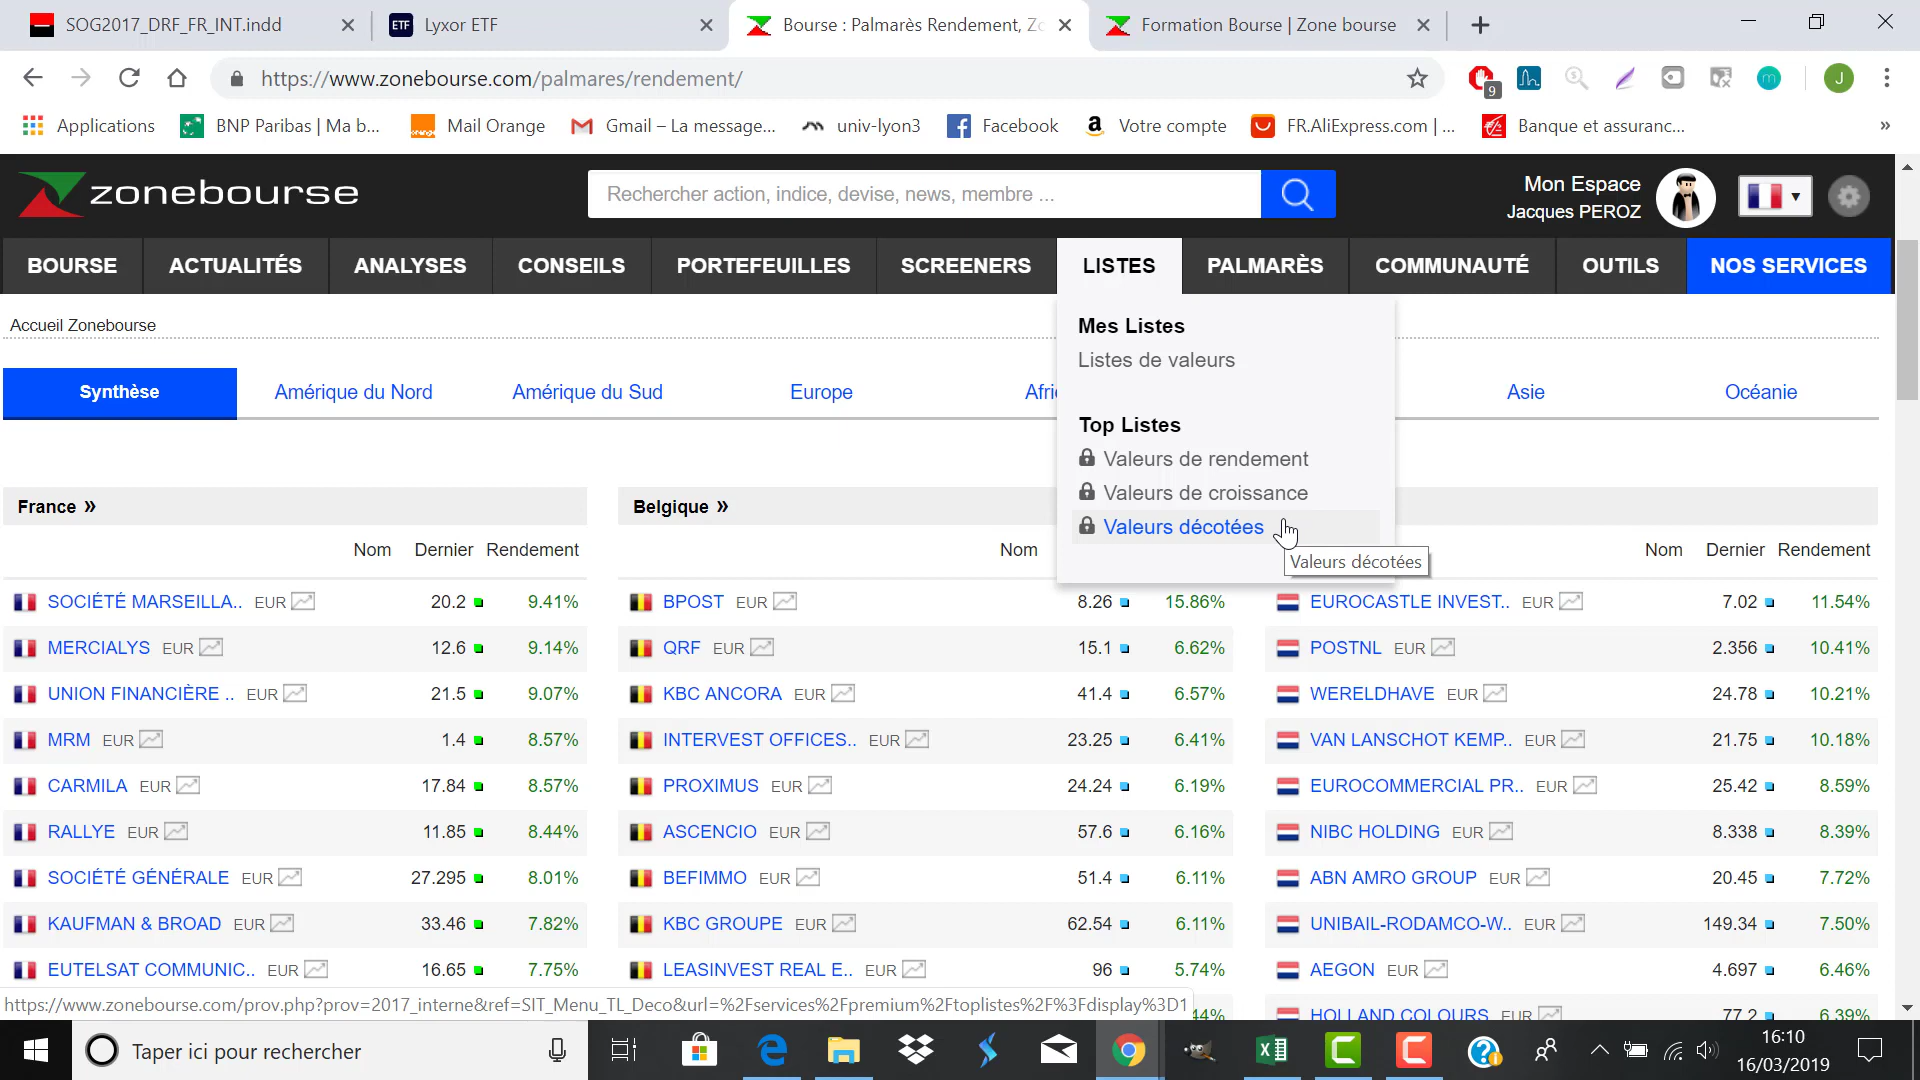 SOG2017_DRF_FR_INT.indd
Lyxor ETF
Bourse : Palmarès Rendement, Zo
Formation Bourse | Zone bourse
https://www.zonebourse.com/palmares/rendement/
9
J
Applications
BNP Paribas | Ma b...
Mail Orange
Gmail – La message...
univ-lyon3
Facebook
Votre compte
FR.AliExpress.com | ...
Banque et assuranc...
zonebourse
Rechercher action, indice, devise, news, membre ...
Mon Espace
Jacques PEROZ
BOURSE
ACTUALITÉS
ANALYSES
CONSEILS
PORTEFEUILLES
SCREENERS
LISTES
PALMARÈS
COMMUNAUTÉ
OUTILS
NOS SERVICES
Accueil Zonebourse
Mes Listes
Listes de valeurs
Top Listes
Valeurs de rendement
Valeurs de croissance
Valeurs décotées
Valeurs décotées
Synthèse
Amérique du Nord
Amérique du Sud
Europe
Afri
Asie
Océanie
France »
Nom Dernier Rendement
SOCIÉTÉ MARSEILLA.. EUR 20.2 9.41%
MERCIALYS EUR 12.6 9.14%
UNION FINANCIÈRE .. EUR 21.5 9.07%
MRM EUR 1.4 8.57%
CARMILA EUR 17.84 8.57%
RALLYE EUR 11.85 8.44%
SOCIÉTÉ GÉNÉRALE EUR 27.295 8.01%
KAUFMAN & BROAD EUR 33.46 7.82%
EUTELSAT COMMUNIC.. EUR 16.65 7.75%
Belgique »
Nom
BPOST EUR 8.26 15.86%
QRF EUR 15.1 6.62%
KBC ANCORA EUR 41.4 6.57%
INTERVEST OFFICES.. EUR 23.25 6.41%
PROXIMUS EUR 24.24 6.19%
ASCENCIO EUR 57.6 6.16%
BEFIMMO EUR 51.4 6.11%
KBC GROUPE EUR 62.54 6.11%
LEASINVEST REAL E.. EUR 96 5.74%
44%
Nom Dernier Rendement
EUROCASTLE INVEST.. EUR 7.02 11.54%
POSTNL EUR 2.356 10.41%
WERELDHAVE EUR 24.78 10.21%
VAN LANSCHOT KEMP.. EUR 21.75 10.18%
EUROCOMMERCIAL PR.. EUR 25.42 8.59%
NIBC HOLDING EUR 8.338 8.39%
ABN AMRO GROUP EUR 20.45 7.72%
UNIBAIL-RODAMCO-W.. EUR 149.34 7.50%
AEGON EUR 4.697 6.46%
HOLLAND COLOURS EUR 77.2 6.39%
https://www.zonebourse.com/prov.php?prov=2017_interne&ref=SIT_Menu_TL_Deco&url=%2Fservices%2Fpremium%2Ftoplistes%2F%3Fdisplay%3D1
Taper ici pour rechercher
16:10
16/03/2019